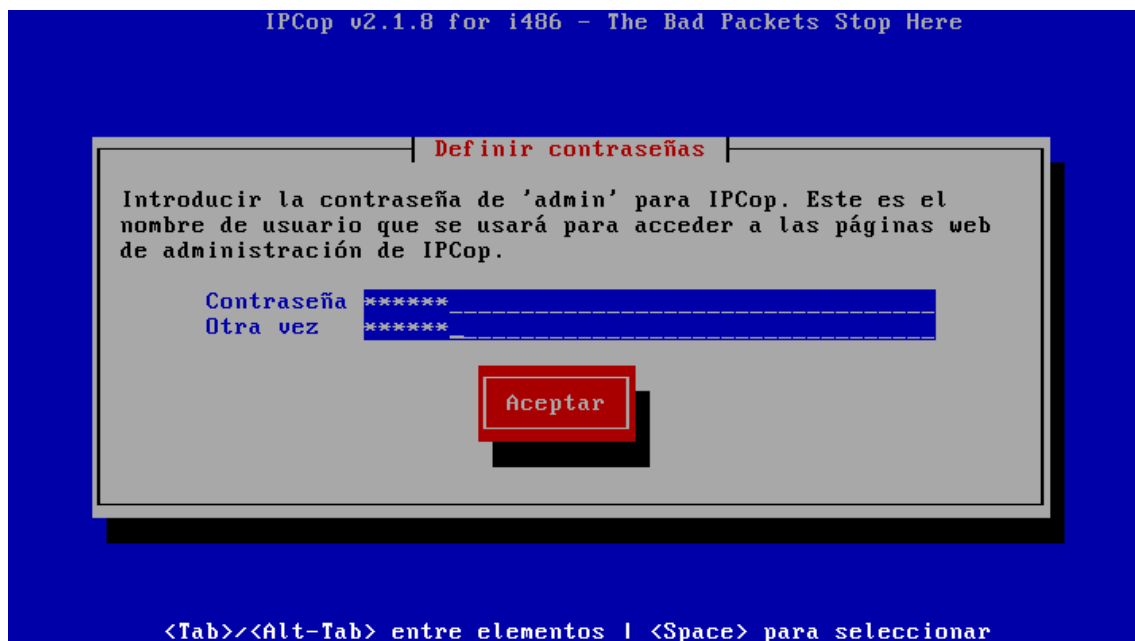 IPCop v2.1.8 for i486 - The Bad Packets Stop Here
Definir contraseñas
Introducir la contraseña de 'admin' para IPCop. Este es el
nombre de usuario que se usará para acceder a las páginas web
de administración de IPCop.
Contraseña ******
Otra vez ******
Aceptar
<Tab>/<Alt-Tab> entre elementos | <Space> para seleccionar